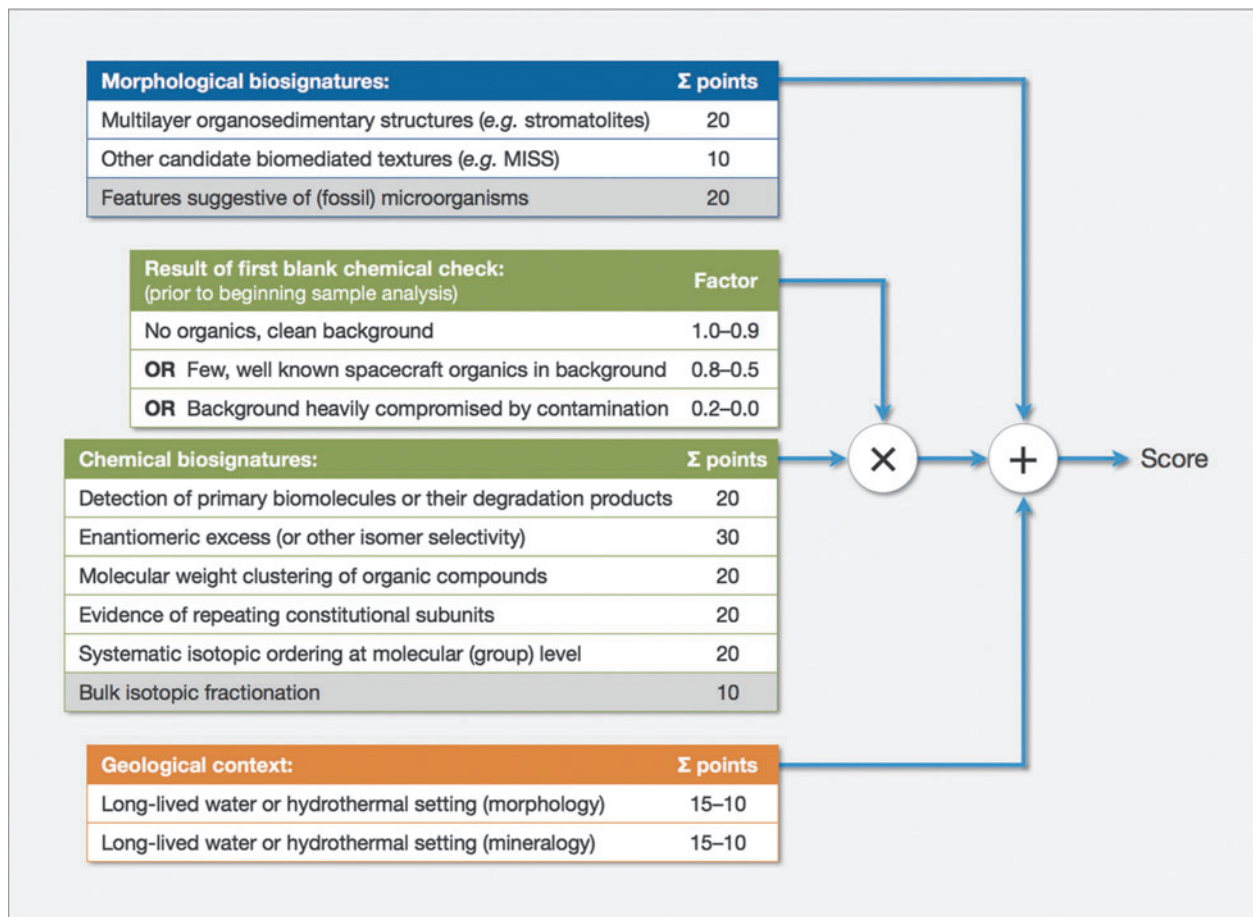 Morphological biosignatures: Σ points
Multilayer organosedimentary structures (e.g. stromatolites) 20
Other candidate biomediated textures (e.g. MISS) 10
Features suggestive of (fossil) microorganisms 20
Result of first blank chemical check: Factor
(prior to beginning sample analysis)
No organics, clean background 1.0–0.9
OR Few, well known spacecraft organics in background 0.8–0.5
OR Background heavily compromised by contamination 0.2–0.0
Chemical biosignatures: Σ points
Detection of primary biomolecules or their degradation products 20
Enantiomeric excess (or other isomer selectivity) 30
Molecular weight clustering of organic compounds 20
Evidence of repeating constitutional subunits 20
Systematic isotopic ordering at molecular (group) level 20
Bulk isotopic fractionation 10
× + Score
Geological context: Σ points
Long-lived water or hydrothermal setting (morphology) 15–10
Long-lived water or hydrothermal setting (mineralogy) 15–10